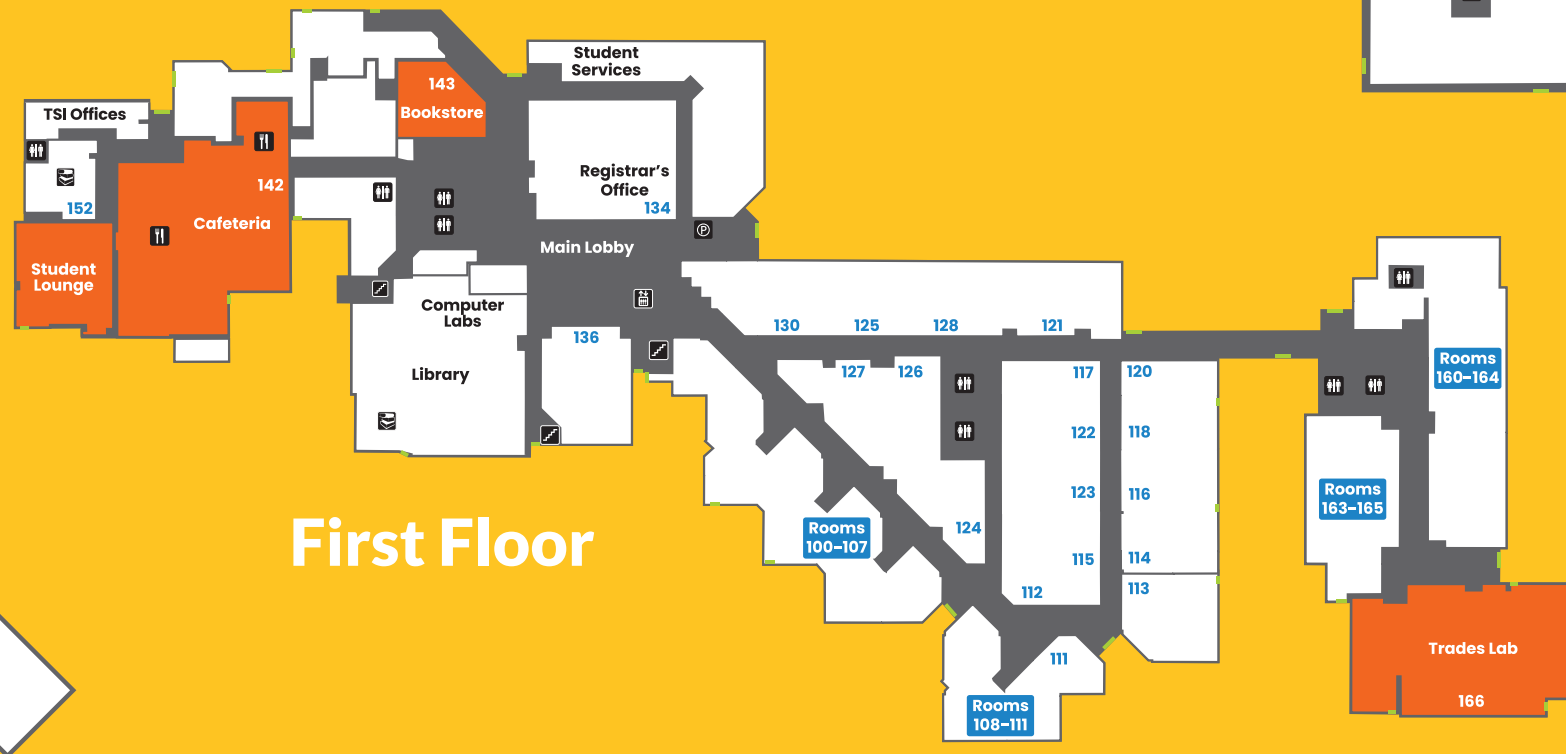 Student
Services
143
Bookstore
TSI Offices
142
Cafeteria
152
Student
Lounge
Registrar's
Office
134
P
Main Lobby
Computer
Labs
Library
136
130
125
128
121
127
126
117
120
122
118
123
116
124
115
114
112
113
111
Rooms
100–107
Rooms
108–111
Rooms
160–164
Rooms
163–165
Trades Lab
166
First Floor